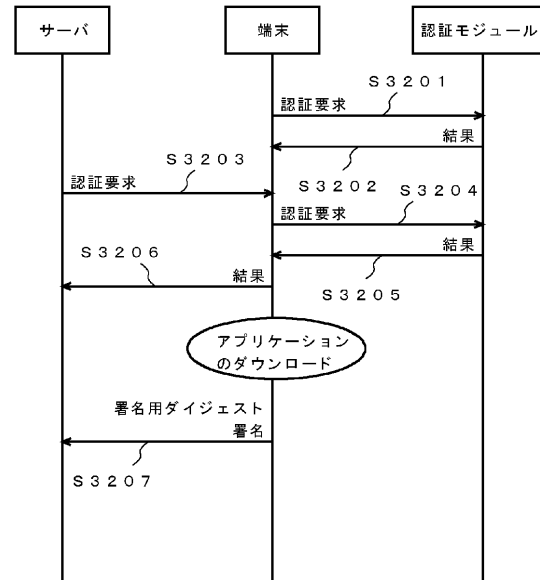 サーバ
端末
認証モジュール
Ｓ３２０１
認証要求
結果
Ｓ３２０３
Ｓ３２０２
Ｓ３２０４
認証要求
認証要求
Ｓ３２０６
結果
結果
Ｓ３２０５
アプリケーション
のダウンロード
署名用ダイジェスト
署名
Ｓ３２０７